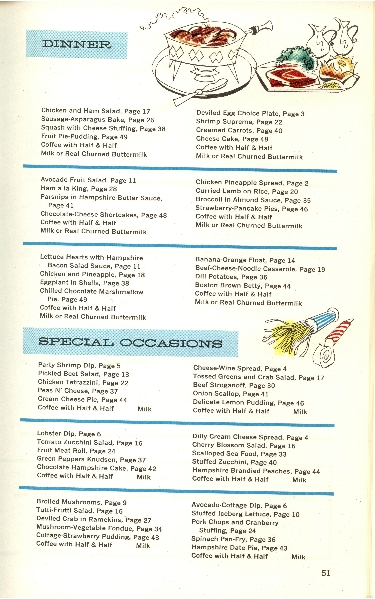 DINNER
Chicken and Ham Salad, Page 17
Sausage-Asparagus Bake, Page 26
Squash with Cheese Stuffing, Page 38
Fruit Pie-Pudding, Page 49
Coffee with Half & Half
Milk or Real Churned Buttermilk
Deviled Egg Choice Plate, Page 3
Shrimp Supreme, Page 22
Creamed Carrots, Page 40
Cheese Cake, Page 49
Coffee with Half & Half
Milk or Real Churned Buttermilk
Avocado Fruit Salad, Page 11
Ham a la King, Page 28
Parsnips in Hampshire Butter Sauce,
Page 41
Chocolate-Cheese Shortcakes, Page 48
Coffee with Half & Half
Milk or Real Churned Buttermilk
Chicken Pineapple Spread, Page 2
Curried Lamb on Rice, Page 20
Broccoli in Almond Sauce, Page 35
Strawberry-Pancake Pies, Page 46
Coffee with Half & Half
Milk or Real Churned Buttermilk
Lettuce Hearts with Hampshire
Bacon Salad Sauce, Page 11
Chicken and Pineapple, Page 18
Eggplant in Shells, Page 38
Chilled Chocolate Marshmallow
Pie, Page 49
Coffee with Half & Half
Milk or Real Churned Buttermilk
Banana-Orange Float, Page 14
Beef-Cheese-Noodle Casserole, Page 19
Dill Potatoes, Page 36
Boston Brown Betty, Page 44
Coffee with Half & Half
Milk or Real Churned Buttermilk
SPECIAL OCCASIONS
Party Shrimp Dip, Page 5
Pickled Beet Salad, Page 13
Chicken Tetrazzini, Page 22
Peas N' Cheese, Page 37
Cream Cheese Pie, Page 44
Coffee with Half & Half Milk
Cheese-Wine Spread, Page 4
Tossed Greens and Crab Salad, Page 17
Beef Stroganoff, Page 30
Onion Scallop, Page 41
Delicate Lemon Pudding, Page 46
Coffee with Half & Half Milk
Lobster Dip, Page 6
Tomato Zucchini Salad, Page 16
Fruit Meat Roll, Page 24
Green Peppers Knudsen, Page 37
Chocolate Hampshire Cake, Page 42
Coffee with Half & Half Milk
Dilly Cream Cheese Spread, Page 4
Cherry Blossom Salad, Page 16
Scalloped Sea Food, Page 33
Stuffed Zucchini, Page 40
Hampshire Brandied Peaches, Page 44
Coffee with Half & Half Milk
Broiled Mushrooms, Page 9
Tutti-Frutti Salad, Page 16
Deviled Crab in Ramekins, Page 27
Mushroom-Vegetable Fondue, Page 34
Cottage-Strawberry Pudding, Page 43
Coffee with Half & Half Milk
Avocado-Cottage Dip, Page 6
Stuffed Iceberg Lettuce, Page 10
Pork Chops and Cranberry
Stuffing, Page 24
Spinach Pan-Fry, Page 36
Hampshire Date Pie, Page 43
Coffee with Half & Half Milk
51